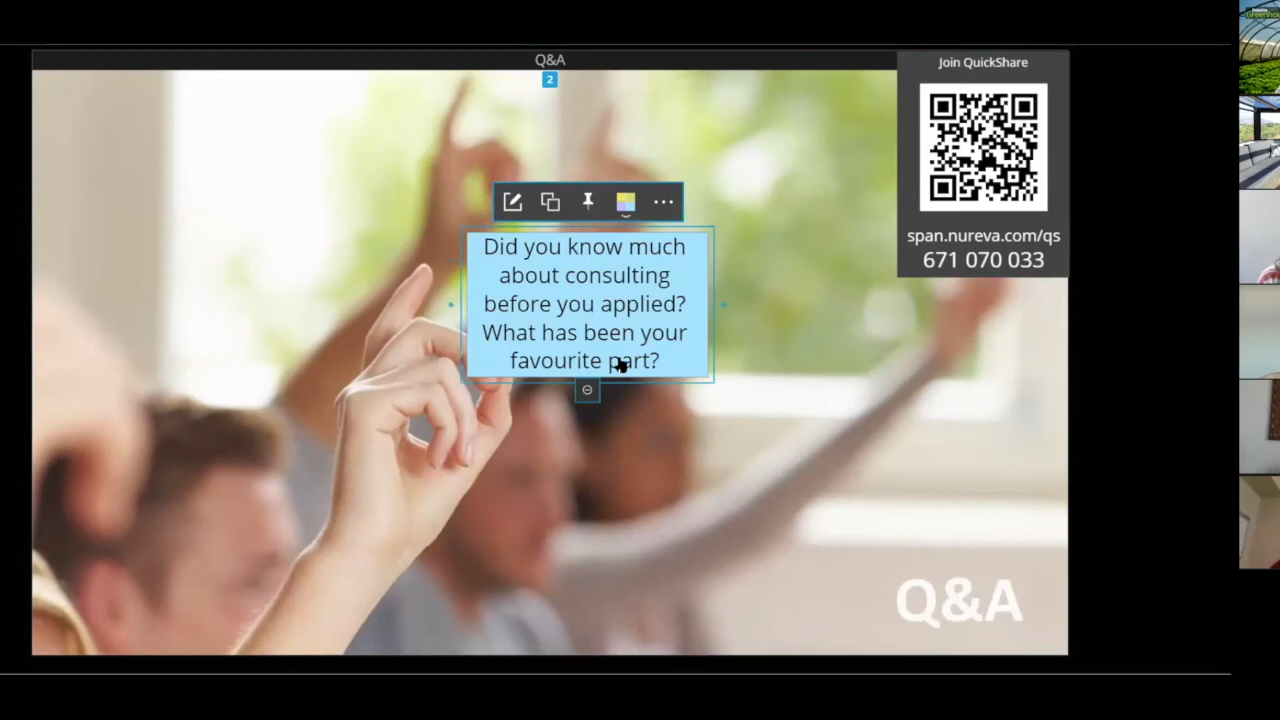 Q&A
2
Join QuickShare
span.nureva.com/qs
671 070 033
Did you know much
about consulting
before you applied?
What has been your
favourite part?
Q&A